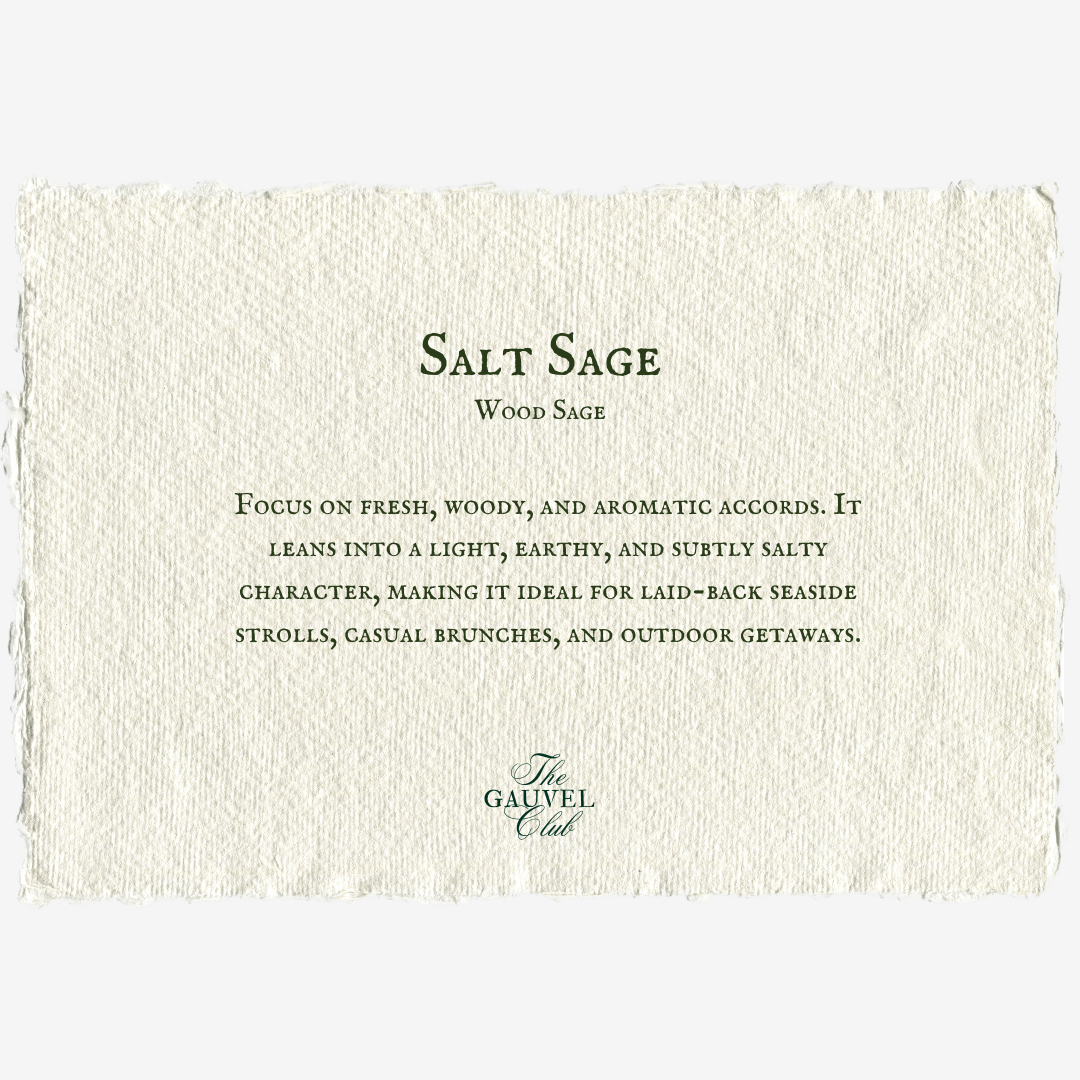 Salt Sage
Wood Sage
Focus on fresh, woody, and aromatic accords. It
leans into a light, earthy, and subtly salty
character, making it ideal for laid-back seaside
strolls, casual brunches, and outdoor getaways.
The
GAUVEL
Club